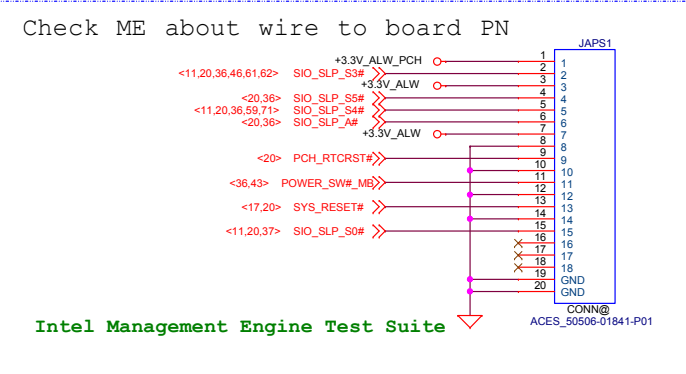 Check ME about wire to board PN
JAPS1
+3.3V_ALW_PCH 1 1
<11,20,36,46,61,62> SIO_SLP_S3# 2 2
+3.3V_ALW 3 3
<20,36> SIO_SLP_S5# 4 4
<11,20,36,59,71> SIO_SLP_S4# 5 5
<20,36> SIO_SLP_A# 6 6
+3.3V_ALW 7 7
8 8
<20> PCH_RTCRST# 9 9
10 10
<36,43> POWER_SW#_MB 11 11
12 12
<17,20> SYS_RESET# 13 13
14 14
<11,20,37> SIO_SLP_S0# 15 15
16 16
17 17
18 18
19 GND
20 GND
CONN@
ACES_50506-01841-P01
Intel Management Engine Test Suite